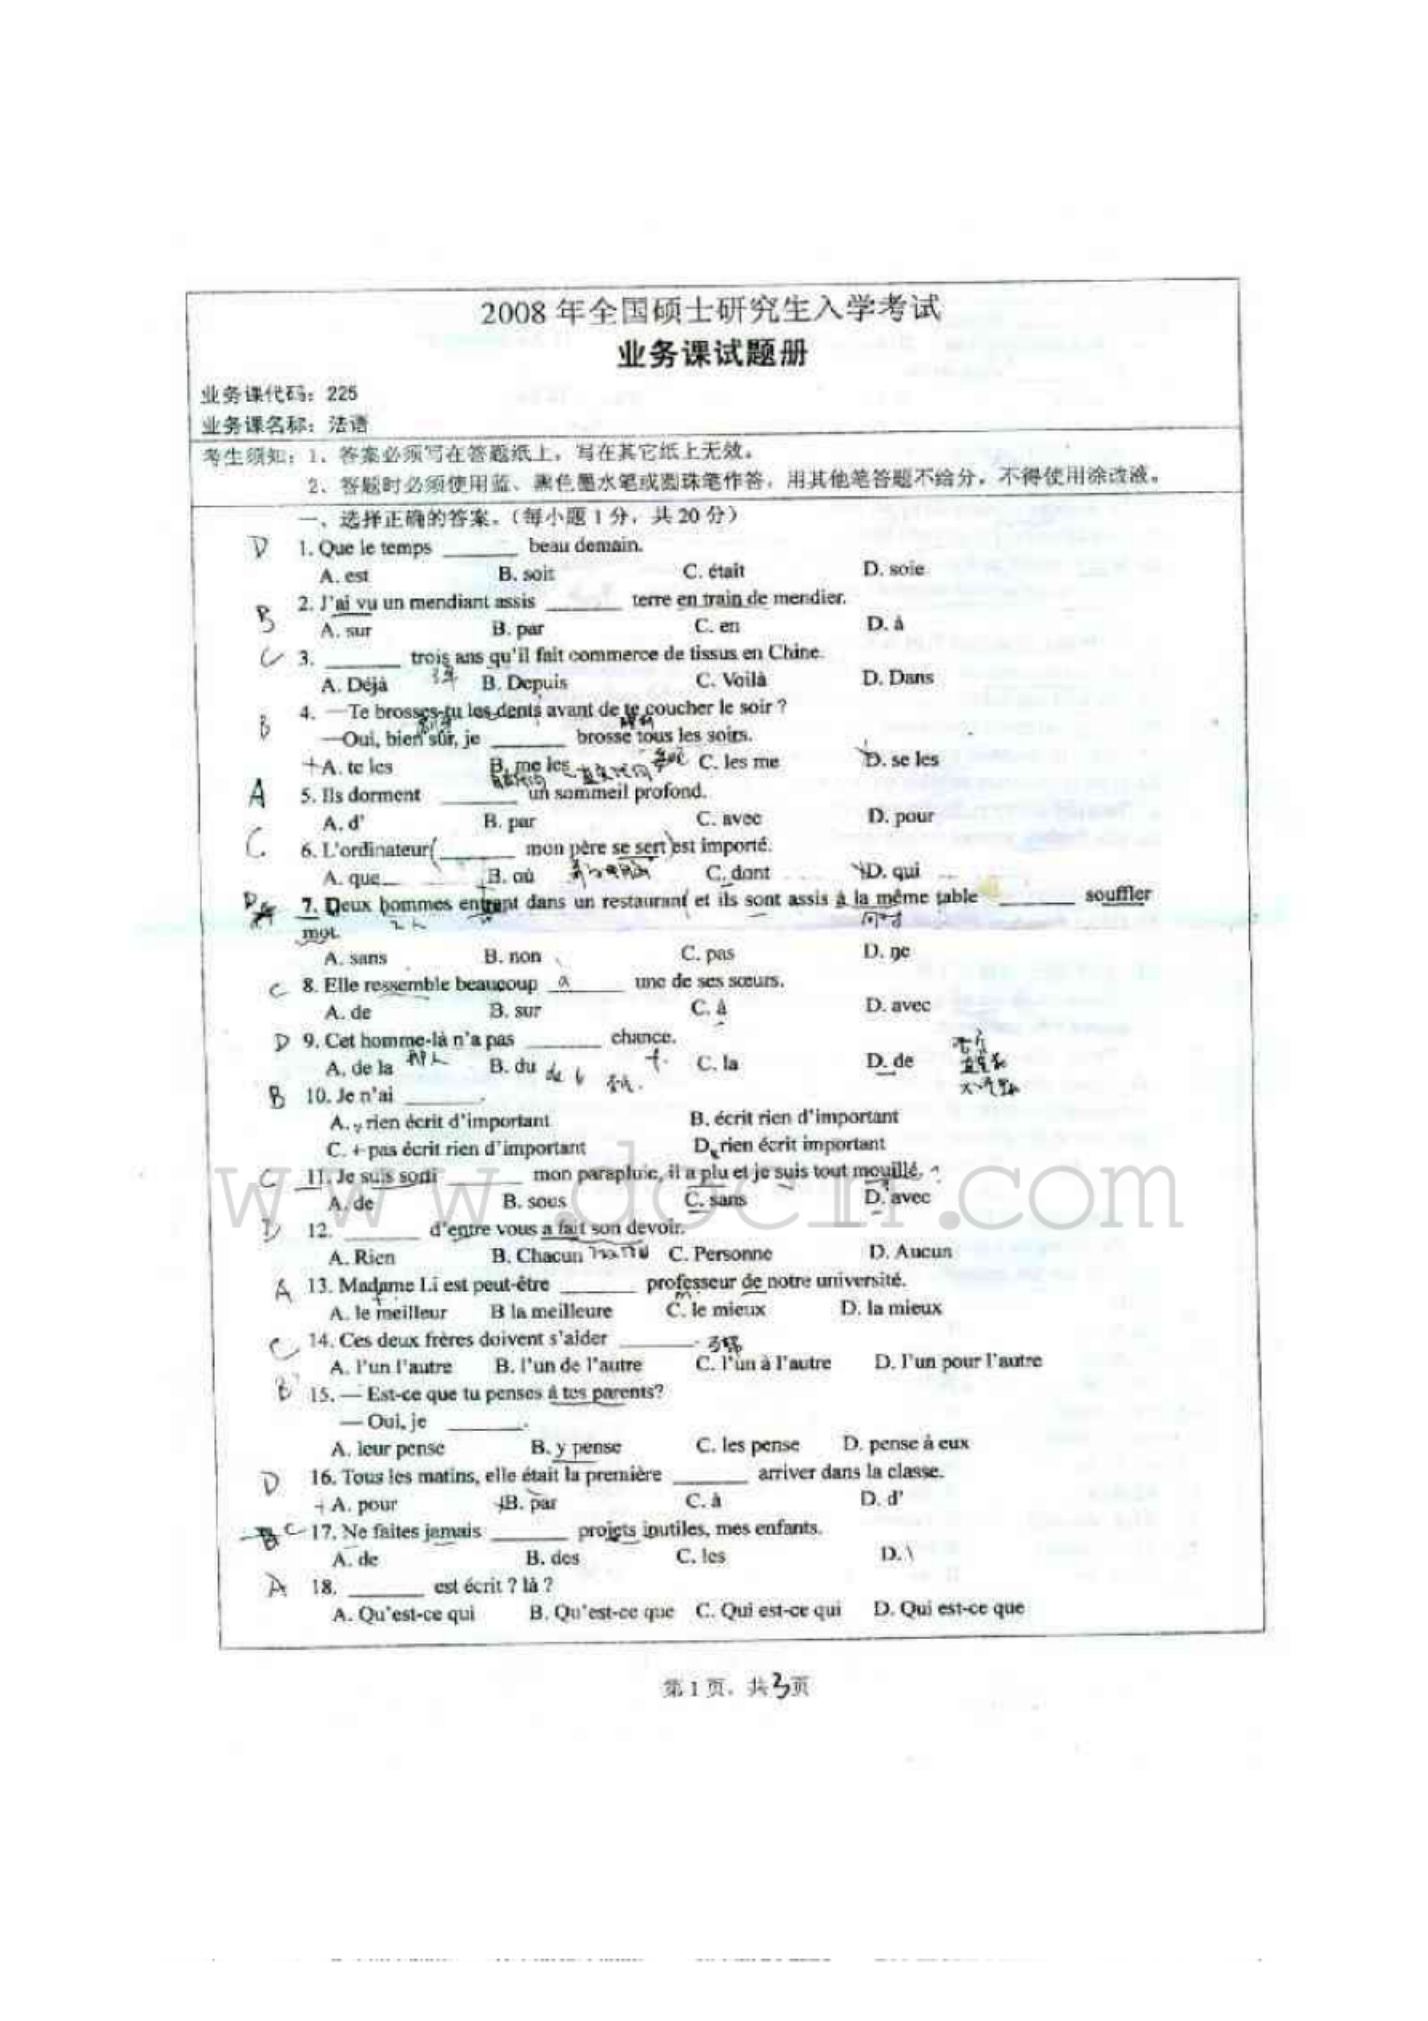 2008 年全国硕士研究生入学考试
业务课试题册
业务课代码：225
业务课名称：法语
考生须知：1、答案必须写在答题纸上，写在其它纸上无效。
2、答题时必须使用蓝、黑色墨水笔或圆珠笔作答，用其他笔答题不给分，不得使用涂改液。
一、选择正确的答案。（每小题 1 分，共 20 分）
D 1. Que le temps ______ beau demain.
A. est B. soit C. était D. soie
B 2. J'ai vu un mendiant assis ______ terre en train de mendier.
A. sur B. par C. en D. à
C 3. ______ trois ans qu'il fait commerce de tissus en Chine.
A. Déjà 3年 B. Depuis C. Voilà D. Dans
B 4. —Te brosses-tu les dents avant de te coucher le soir ?
—Oui, bien sûr, je ______ brosse tous les soirs.
A. te les B. me les C. les me D. se les
A 5. Ils dorment ______ un sommeil profond.
A. d' B. par C. avec D. pour
C. 6. L'ordinateur ( ______ mon père se sert ) est importé.
A. que B. où C. dont D. qui
7. Deux hommes entrent dans un restaurant et ils sont assis à la même table ______ souffler
mot.
A. sans B. non C. pas D. ne
C 8. Elle ressemble beaucoup à ______ une de ses sœurs.
A. de B. sur C. à D. avec
D 9. Cet homme-là n'a pas ______ chance.
A. de la 那人 B. du C. la D. de
B 10. Je n'ai ______.
A. rien écrit d'important B. écrit rien d'important
C. pas écrit rien d'important D. rien écrit important
C 11. Je suis sorti ______ mon parapluie, il a plu et je suis tout mouillé.
A. de B. sous C. sans D. avec
D 12. ______ d'entre vous a fait son devoir.
A. Rien B. Chacun C. Personne D. Aucun
A 13. Madame Li est peut-être ______ professeur de notre université.
A. le meilleur B la meilleure C. le mieux D. la mieux
C 14. Ces deux frères doivent s'aider ______.
A. l'un l'autre B. l'un de l'autre C. l'un à l'autre D. l'un pour l'autre
B 15. — Est-ce que tu penses à tes parents?
— Oui, je ______.
A. leur pense B. y pense C. les pense D. pense à eux
D 16. Tous les matins, elle était la première ______ arriver dans la classe.
A. pour B. par C. à D. d'
B C 17. Ne faites jamais ______ projets inutiles, mes enfants.
A. de B. des C. les D. \
A 18. ______ est écrit ? là ?
A. Qu'est-ce qui B. Qu'est-ce que C. Qui est-ce qui D. Qui est-ce que
第 1 页，共 3 页
www.docin.com